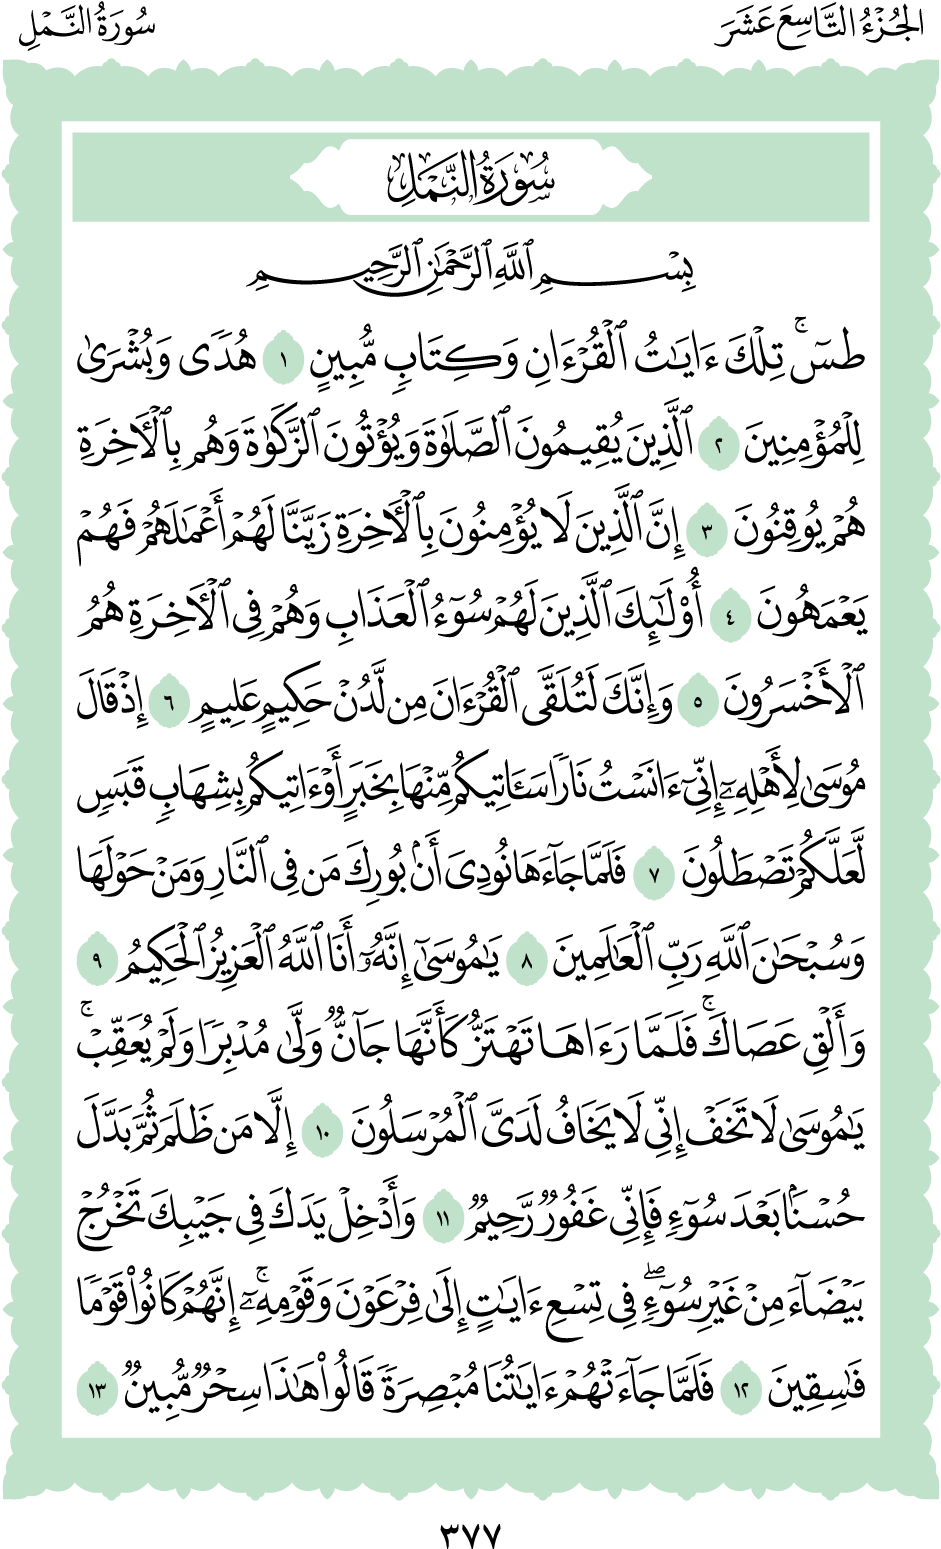 الجُزْءُ التَّاسِعَ عَشَرَ
سُورَةُ النَّمْلِ
سُورَةُ النَّمْلِ
بِسْمِ ٱللَّهِ ٱلرَّحْمَٰنِ ٱلرَّحِيمِ
طسٓۚ تِلْكَ ءَايَٰتُ ٱلْقُرْءَانِ وَكِتَابٍ مُّبِينٍ ١ هُدًى وَبُشْرَىٰ
لِلْمُؤْمِنِينَ ٢ ٱلَّذِينَ يُقِيمُونَ ٱلصَّلَوٰةَ وَيُؤْتُونَ ٱلزَّكَوٰةَ وَهُم بِٱلْأٓخِرَةِ
هُمْ يُوقِنُونَ ٣ إِنَّ ٱلَّذِينَ لَا يُؤْمِنُونَ بِٱلْأٓخِرَةِ زَيَّنَّا لَهُمْ أَعْمَٰلَهُمْ فَهُمْ
يَعْمَهُونَ ٤ أُو۟لَٰٓئِكَ ٱلَّذِينَ لَهُمْ سُوٓءُ ٱلْعَذَابِ وَهُمْ فِى ٱلْأٓخِرَةِ هُمُ
ٱلْأَخْسَرُونَ ٥ وَإِنَّكَ لَتُلَقَّى ٱلْقُرْءَانَ مِن لَّدُنْ حَكِيمٍ عَلِيمٍ ٦ إِذْ قَالَ
مُوسَىٰ لِأَهْلِهِۦٓ إِنِّىٓ ءَانَسْتُ نَارًا سَـَٔاتِيكُم مِّنْهَا بِخَبَرٍ أَوْ ءَاتِيكُم بِشِهَابٍ قَبَسٍ
لَّعَلَّكُمْ تَصْطَلُونَ ٧ فَلَمَّا جَآءَهَا نُودِىَ أَنۢ بُورِكَ مَن فِى ٱلنَّارِ وَمَنْ حَوْلَهَا
وَسُبْحَٰنَ ٱللَّهِ رَبِّ ٱلْعَٰلَمِينَ ٨ يَٰمُوسَىٰٓ إِنَّهُۥٓ أَنَا ٱللَّهُ ٱلْعَزِيزُ ٱلْحَكِيمُ ٩
وَأَلْقِ عَصَاكَۚ فَلَمَّا رَءَاهَا تَهْتَزُّ كَأَنَّهَا جَآنٌّ وَلَّىٰ مُدْبِرًا وَلَمْ يُعَقِّبْۚ
يَٰمُوسَىٰ لَا تَخَفْ إِنِّى لَا يَخَافُ لَدَىَّ ٱلْمُرْسَلُونَ ١٠ إِلَّا مَن ظَلَمَ ثُمَّ بَدَّلَ
حُسْنًۢا بَعْدَ سُوٓءٍ فَإِنِّى غَفُورٌ رَّحِيمٌ ١١ وَأَدْخِلْ يَدَكَ فِى جَيْبِكَ تَخْرُجْ
بَيْضَآءَ مِنْ غَيْرِ سُوٓءٍۖ فِى تِسْعِ ءَايَٰتٍ إِلَىٰ فِرْعَوْنَ وَقَوْمِهِۦٓۚ إِنَّهُمْ كَانُوا۟ قَوْمًا
فَٰسِقِينَ ١٢ فَلَمَّا جَآءَتْهُمْ ءَايَٰتُنَا مُبْصِرَةً قَالُوا۟ هَٰذَا سِحْرٌ مُّبِينٌ ١٣
٣٧٧